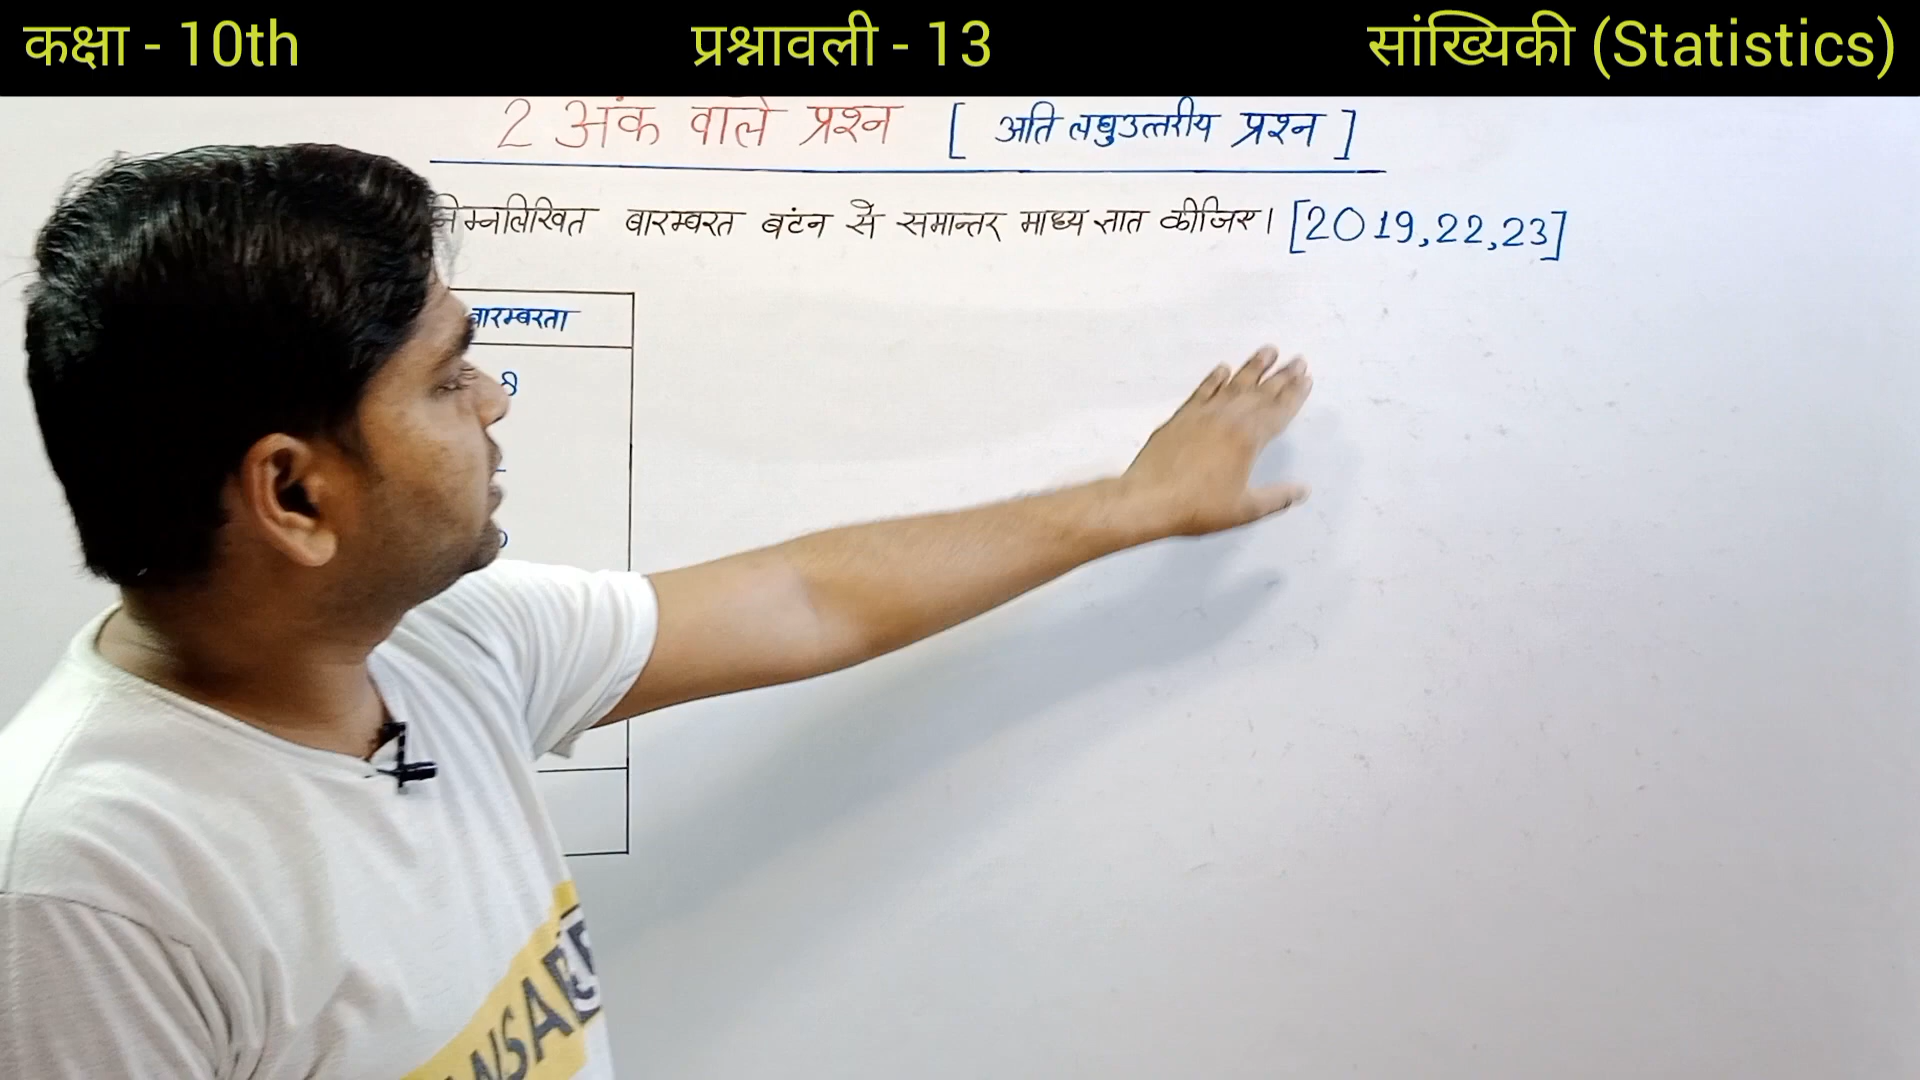 कक्षा - 10th प्रश्नावली - 13 सांख्यिकी (Statistics)
2 अंक वाले प्रश्न [ अति लघुउत्तरीय प्रश्न ]
निम्नलिखित बारम्बरत बटंन से समान्तर माध्य ज्ञात कीजिए। [2019,22,23]
बारम्बरता